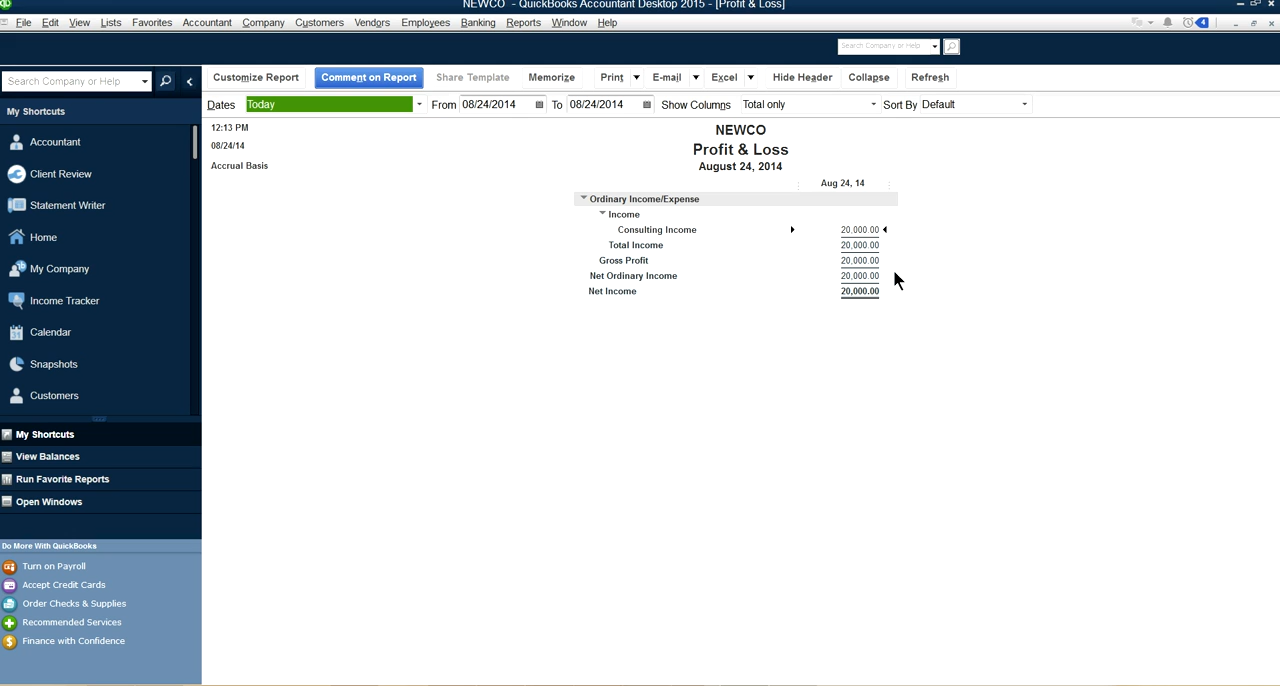 NEWCO - QuickBooks Accountant Desktop 2015 - [Profit & Loss]
File Edit View Lists Favorites Accountant Company Customers Vendors Employees Banking Reports Window Help
4
Search Company or Help
Search Company or Help
Customize Report Comment on Report Share Template Memorize Print E-mail Excel Hide Header Collapse Refresh
Dates Today From 08/24/2014 To 08/24/2014 Show Columns Total only Sort By Default
My Shortcuts
Accountant
Client Review
Statement Writer
Home
My Company
Income Tracker
Calendar
Snapshots
Customers
My Shortcuts
View Balances
Run Favorite Reports
Open Windows
Do More With QuickBooks
Turn on Payroll
Accept Credit Cards
Order Checks & Supplies
Recommended Services
Finance with Confidence
12:13 PM
08/24/14
Accrual Basis
NEWCO
Profit & Loss
August 24, 2014
Aug 24, 14
Ordinary Income/Expense
Income
Consulting Income 20,000.00
Total Income 20,000.00
Gross Profit 20,000.00
Net Ordinary Income 20,000.00
Net Income 20,000.00